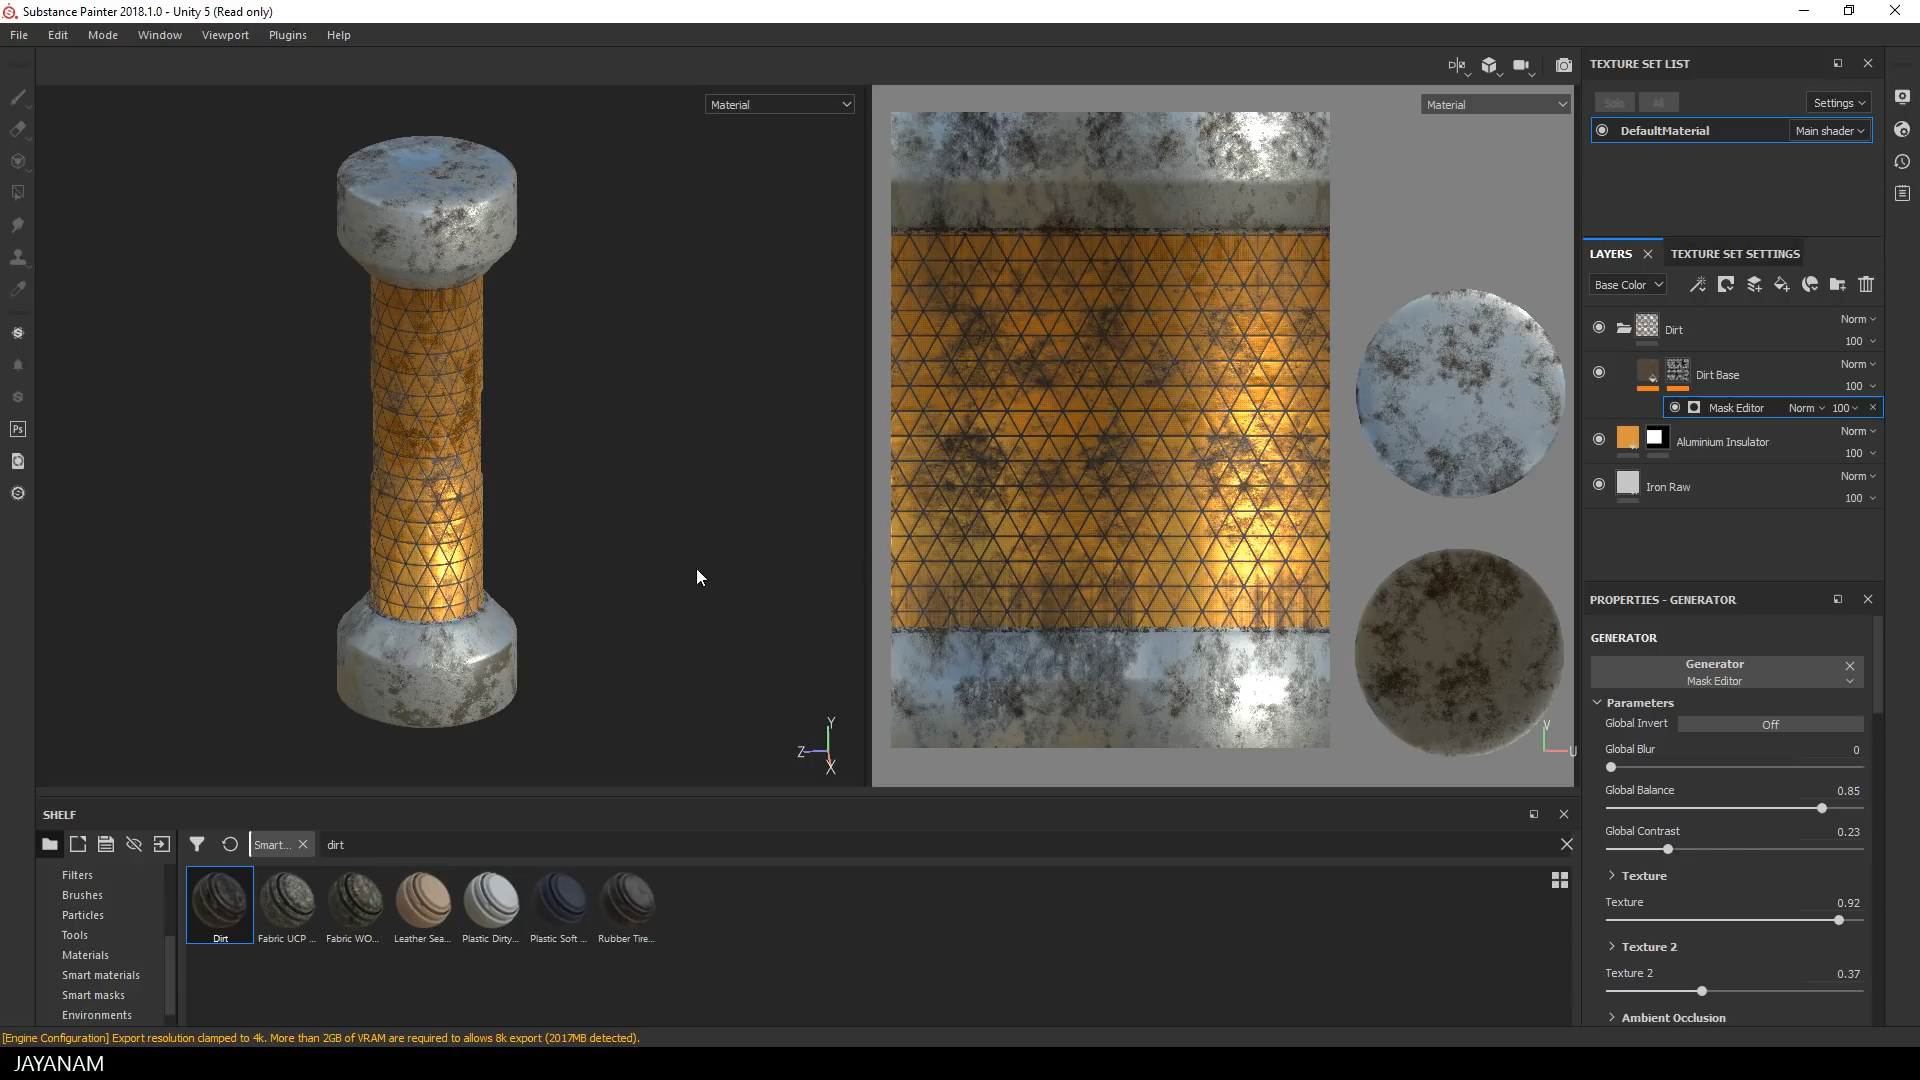 Substance Painter 2018.1.0 - Unity 5 (Read only)
File Edit Mode Window Viewport Plugins Help
Material
Material
TEXTURE SET LIST
Solo All Settings
DefaultMaterial Main shader
LAYERS TEXTURE SET SETTINGS
Base Color
Dirt Norm 100
Dirt Base Norm 100
Mask Editor Norm 100
Aluminium Insulator Norm 100
Iron Raw Norm 100
Y
Z
X
V
U
PROPERTIES - GENERATOR
GENERATOR
Generator
Mask Editor
Parameters
Global Invert Off
Global Blur 0
Global Balance 0.85
Global Contrast 0.23
Texture
Texture 0.92
Texture 2
Texture 2 0.37
Ambient Occlusion
Ps
SHELF
Smart... dirt
Filters
Brushes
Particles
Tools
Materials
Smart materials
Smart masks
Environments
Dirt Fabric UCP ... Fabric WO... Leather Sea... Plastic Dirty... Plastic Soft ... Rubber Tire...
[Engine Configuration] Export resolution clamped to 4k. More than 2GB of VRAM are required to allows 8k export (2017MB detected).
JAYANAM